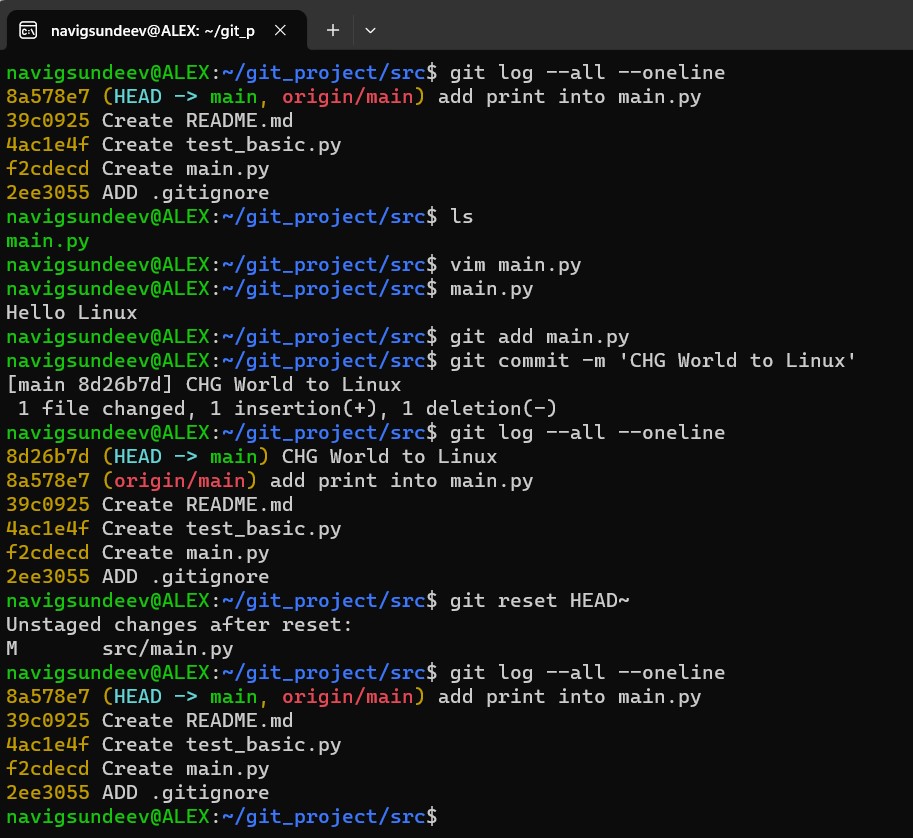 navigsundeev@ALEX: ~/git_p
navigsundeev@ALEX:~/git_project/src$ git log --all --oneline
8a578e7 (HEAD -> main, origin/main) add print into main.py
39c0925 Create README.md
4ac1e4f Create test_basic.py
f2cdecd Create main.py
2ee3055 ADD .gitignore
navigsundeev@ALEX:~/git_project/src$ ls
main.py
navigsundeev@ALEX:~/git_project/src$ vim main.py
navigsundeev@ALEX:~/git_project/src$ main.py
Hello Linux
navigsundeev@ALEX:~/git_project/src$ git add main.py
navigsundeev@ALEX:~/git_project/src$ git commit -m 'CHG World to Linux'
[main 8d26b7d] CHG World to Linux
 1 file changed, 1 insertion(+), 1 deletion(-)
navigsundeev@ALEX:~/git_project/src$ git log --all --oneline
8d26b7d (HEAD -> main) CHG World to Linux
8a578e7 (origin/main) add print into main.py
39c0925 Create README.md
4ac1e4f Create test_basic.py
f2cdecd Create main.py
2ee3055 ADD .gitignore
navigsundeev@ALEX:~/git_project/src$ git reset HEAD~
Unstaged changes after reset:
M       src/main.py
navigsundeev@ALEX:~/git_project/src$ git log --all --oneline
8a578e7 (HEAD -> main, origin/main) add print into main.py
39c0925 Create README.md
4ac1e4f Create test_basic.py
f2cdecd Create main.py
2ee3055 ADD .gitignore
navigsundeev@ALEX:~/git_project/src$